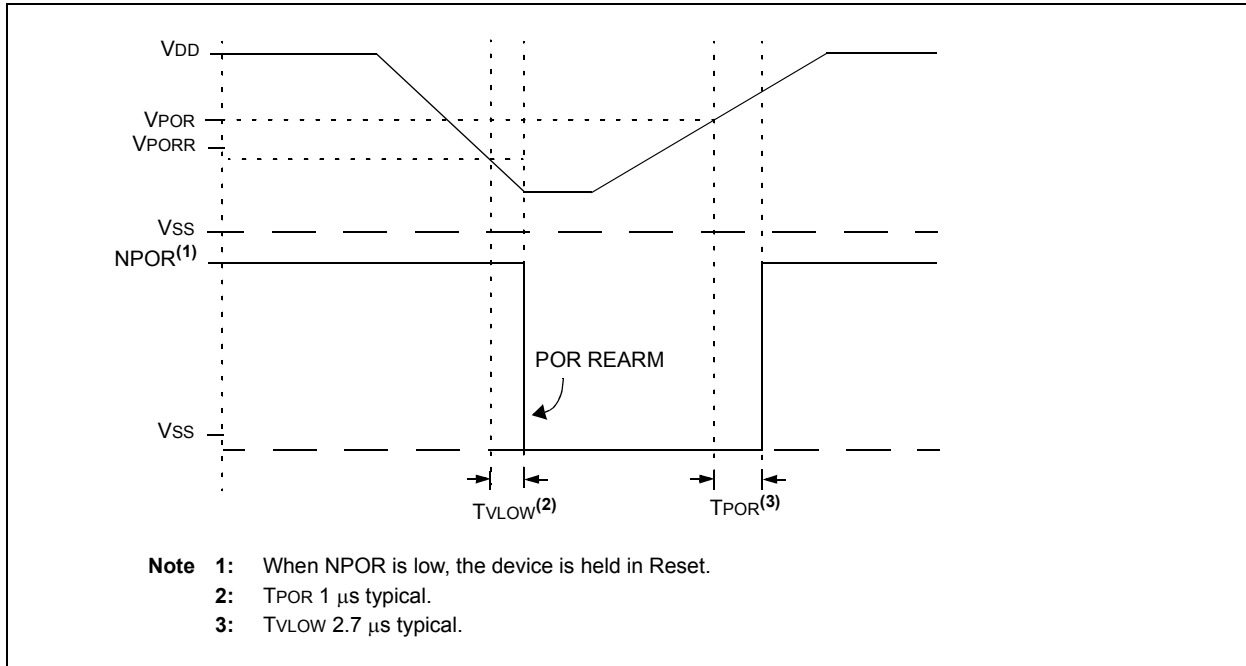 VDD
VPOR
VPORR
VSS
NPOR(1)
POR REARM
VSS
TVLOW(2)
TPOR(3)
Note 1: When NPOR is low, the device is held in Reset.
2: TPOR 1 μs typical.
3: TVLOW 2.7 μs typical.